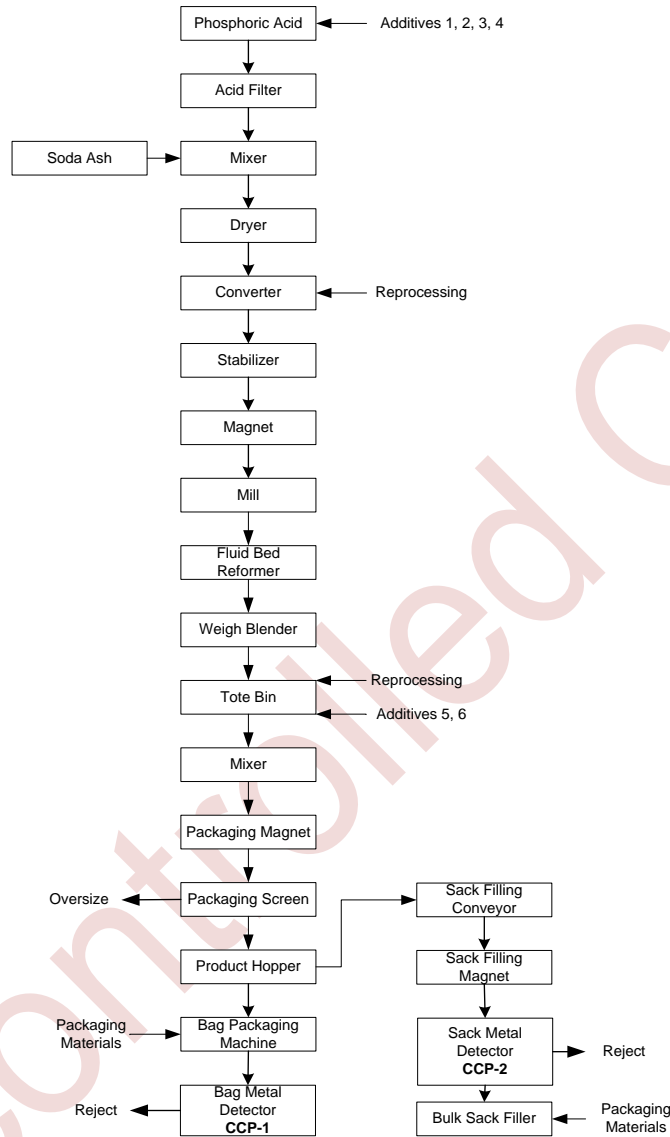 Phosphoric Acid
Additives 1, 2, 3, 4
Acid Filter
Soda Ash
Mixer
Dryer
Converter
Reprocessing
Stabilizer
Magnet
Mill
Fluid Bed
Reformer
Weigh Blender
Reprocessing
Tote Bin
Additives 5, 6
Mixer
Packaging Magnet
Oversize
Packaging Screen
Sack Filling
Conveyor
Product Hopper
Sack Filling
Magnet
Packaging
Materials
Bag Packaging
Machine
Sack Metal
Detector
CCP-2
Reject
Reject
Bag Metal
Detector
CCP-1
Bulk Sack Filler
Packaging
Materials
ontrolled C